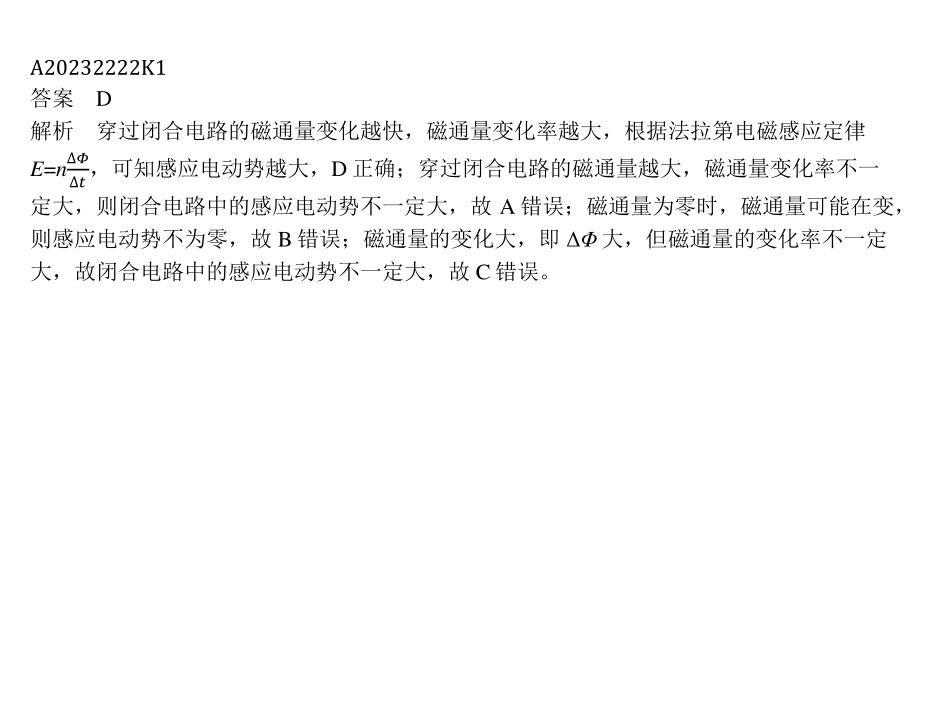 A20232222K1
答案 D
解析 穿过闭合电路的磁通量变化越快，磁通量变化率越大，根据法拉第电磁感应定律
E=nΔΦ/Δt，可知感应电动势越大，D 正确；穿过闭合电路的磁通量越大，磁通量变化率不一
定大，则闭合电路中的感应电动势不一定大，故 A 错误；磁通量为零时，磁通量可能在变，
则感应电动势不为零，故 B 错误；磁通量的变化大，即 ΔΦ 大，但磁通量的变化率不一定
大，故闭合电路中的感应电动势不一定大，故 C 错误。